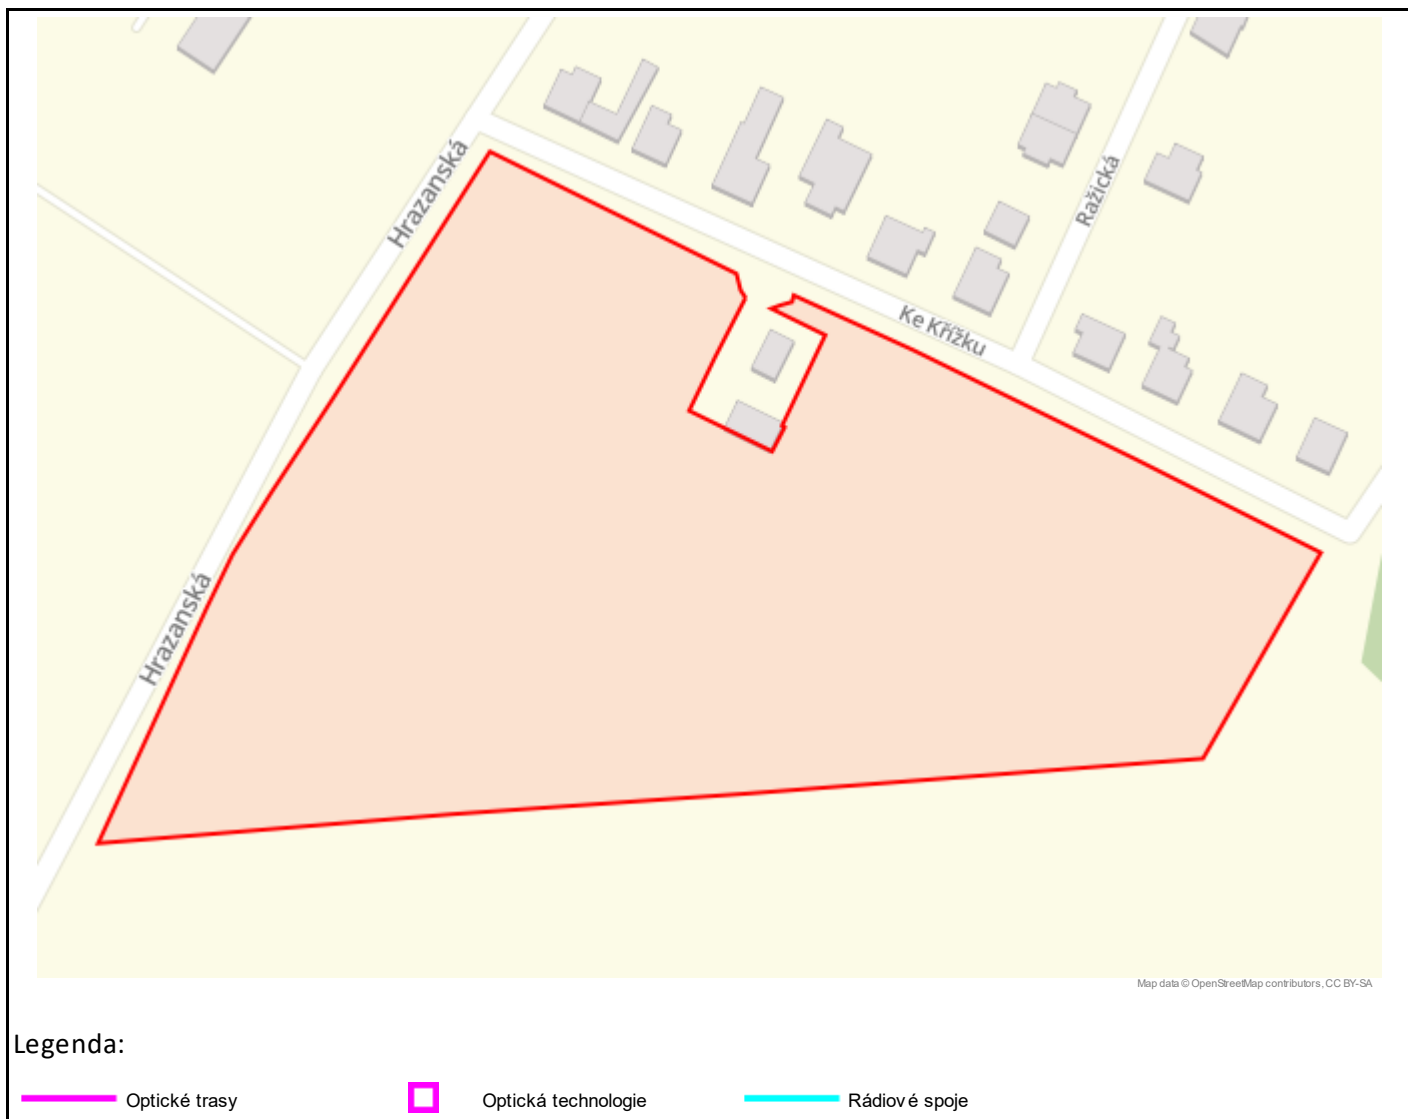 Hrazanská
Ražická
Ke Křížku
Hrazanská
Map data © OpenStreetMap contributors, CC BY-SA
Legenda:
Optické trasy
Optická technologie
Rádiové spoje